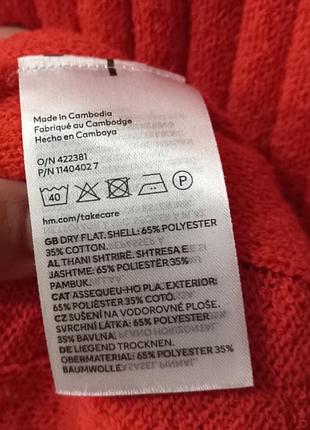 Made in Cambodia
Fabriqué au Cambodge
Hecho en Camboya
O/N 422381
P/N 1140402 7
40 P
hm.com/takecare
GB DRY FLAT. SHELL: 65% POLYESTER
35% COTTON.
AL THANI SHTRIRË. SHTRESA E
JASHTME: 65% POLIESTËR 35%
PAMBUK.
CAT ASSEQUEU-HO PLA. EXTERIOR:
65% POLIÈSTER 35% COTÓ.
CZ SUŠENÍ NA VODOROVNÉ PLOŠE.
SVRCHNÍ LÁTKA: 65% POLYESTER
35% BAVLNA.
DE LIEGEND TROCKNEN.
OBERMATERIAL: 65% POLYESTER 35%
BAUMWOLLE.